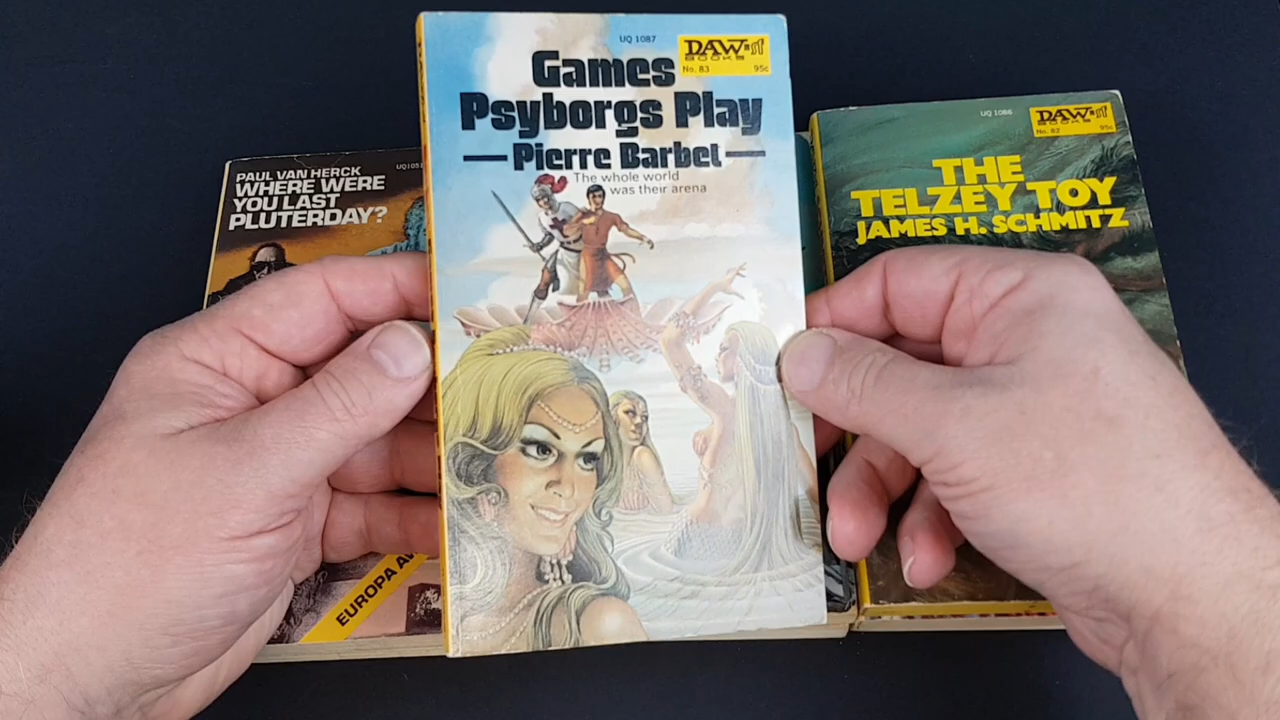 PAUL VAN HERCK
WHERE WERE
YOU LAST
PLUTERDAY?
EUROPA
UQ 1087
DAW=sf
BOOKS
No. 83 95c
Games
Psyborgs Play
Pierre Barbet
The whole world
was their arena
UQ 1086
DAW=sf
BOOKS
No. 82 95c
THE
TELZEY TOY
JAMES H. SCHMITZ